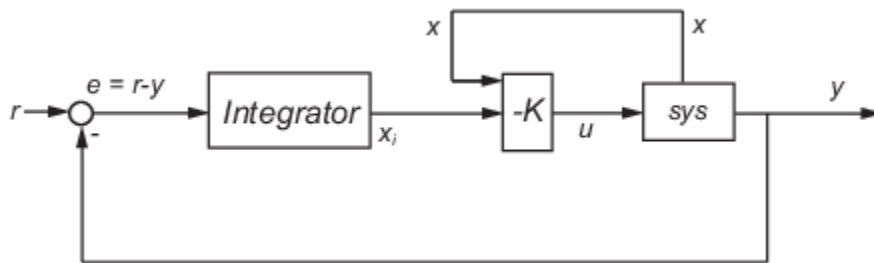 x
x
r
e = r-y
-
Integrator
x_i
-K
u
sys
y